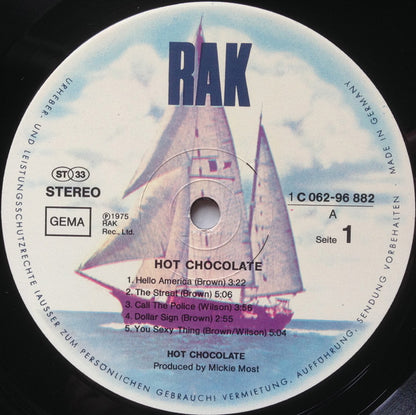 RAK
URHEBER- UND LEISTUNGSSCHUTZRECHTE (AUSSER ZUM PERSÖNLICHEN GEBRAUCH) VERMIETUNG. AUFFÜHRUNG, SENDUNG VORBEHALTEN · MADE IN GERMANY
ST 33
STEREO
GEMA
℗ 1975
RAK
Rec., Ltd.
1 C 062-96 882
A
Seite 1
HOT CHOCOLATE
1. Hello America (Brown) 3:22
2. The Street (Brown) 5:06
3. Call The Police (Wilson) 3:56
4. Dollar Sign (Brown) 2:55
5. You Sexy Thing (Brown/Wilson) 5:04
HOT CHOCOLATE
Produced by Mickie Most